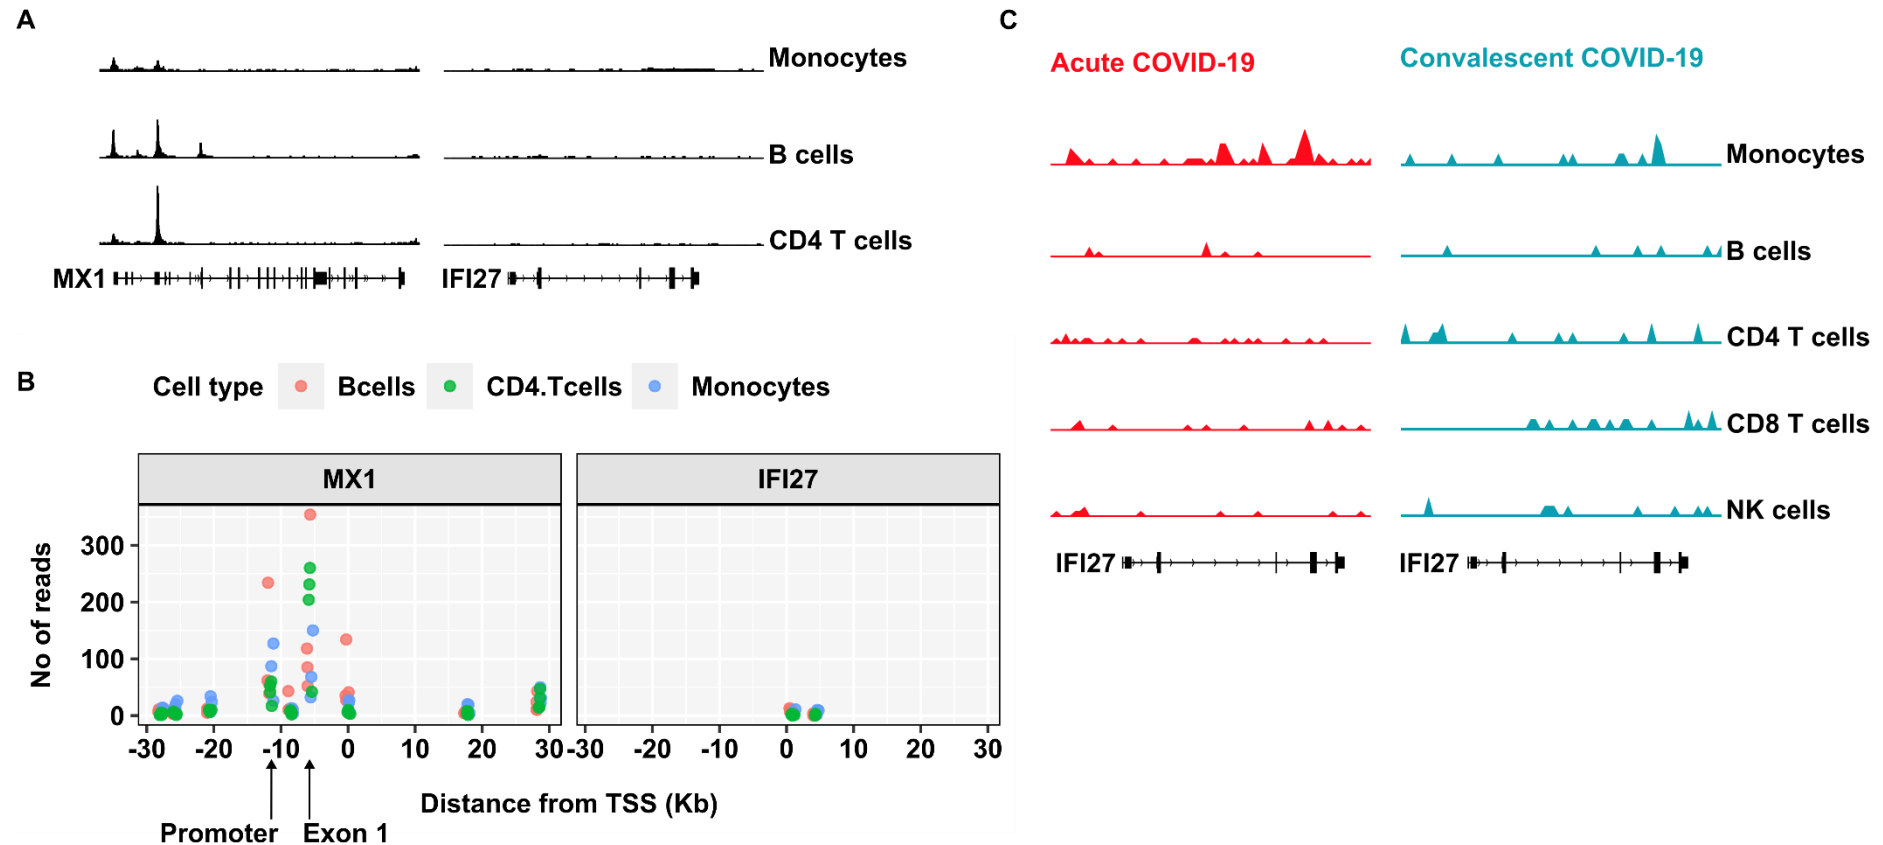 A
Monocytes
B cells
CD4 T cells
MX1
IFI27
B
Cell type Bcells CD4.Tcells Monocytes
MX1
IFI27
No of reads
300
200
100
0
-30 -20 -10 0 10 20 30
-30 -20 -10 0 10 20 30
Distance from TSS (Kb)
Promoter Exon 1
C
Acute COVID-19
Convalescent COVID-19
Monocytes
B cells
CD4 T cells
CD8 T cells
NK cells
IFI27
IFI27